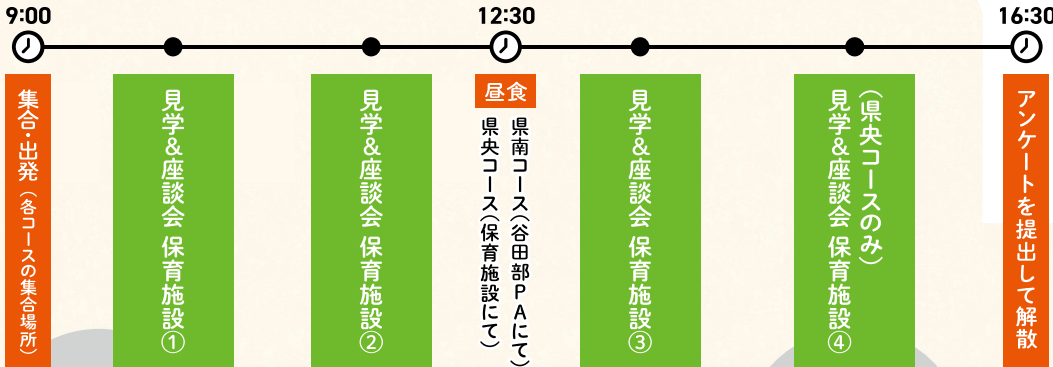 9:00
集合・出発（各コースの集合場所）
見学&座談会 保育施設①
見学&座談会 保育施設②
12:30
昼食
県南コース（谷田部PAにて）
県央コース（保育施設にて）
見学&座談会 保育施設③
（県央コースのみ）
見学&座談会 保育施設④
16:30
アンケートを提出して解散